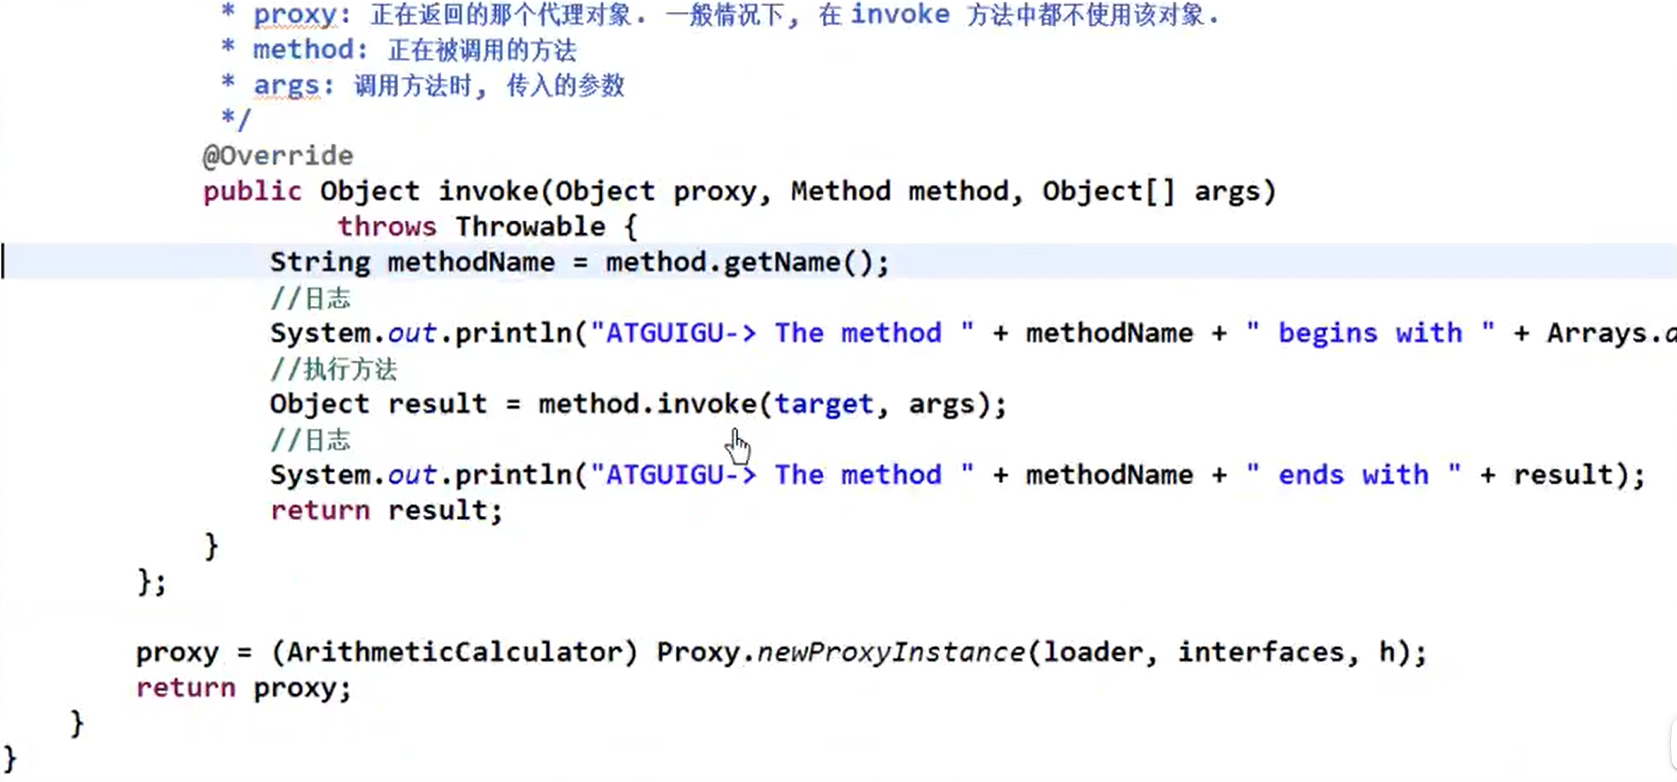 * proxy: 正在返回的那个代理对象. 一般情况下, 在 invoke 方法中都不使用该对象.
* method: 正在被调用的方法
* args: 调用方法时, 传入的参数
*/
@Override
public Object invoke(Object proxy, Method method, Object[] args)
throws Throwable {
String methodName = method.getName();
//日志
System.out.println("ATGUIGU-> The method " + methodName + " begins with " + Arrays.
//执行方法
Object result = method.invoke(target, args);
//日志
System.out.println("ATGUIGU-> The method " + methodName + " ends with " + result);
return result;
}
};
proxy = (ArithmeticCalculator) Proxy.newProxyInstance(loader, interfaces, h);
return proxy;
}
}